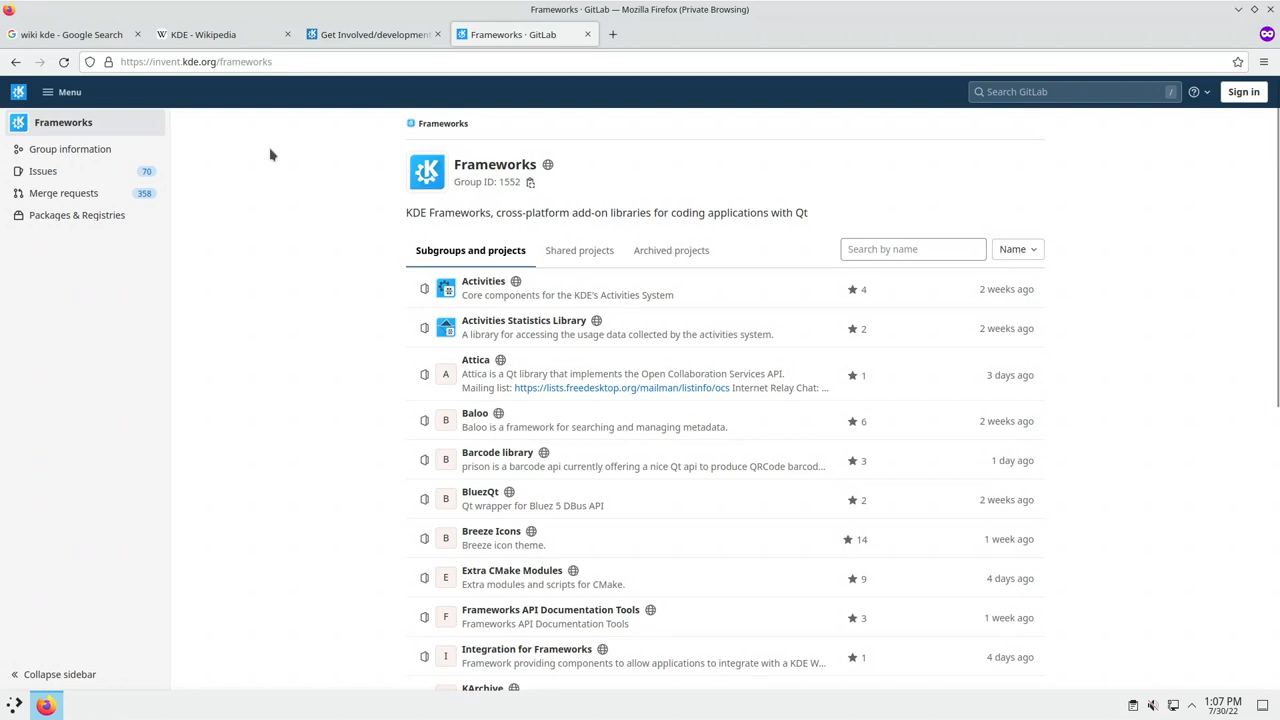 Frameworks · GitLab — Mozilla Firefox (Private Browsing)
wiki kde - Google Search
KDE - Wikipedia
Get Involved/development
Frameworks · GitLab
https://invent.kde.org/frameworks
Menu
Search GitLab
/
Sign in
Frameworks
Group information
Issues 70
Merge requests 358
Packages & Registries
Collapse sidebar
Frameworks
Frameworks
Group ID: 1552
KDE Frameworks, cross-platform add-on libraries for coding applications with Qt
Subgroups and projects Shared projects Archived projects
Search by name
Name
Activities
Core components for the KDE's Activities System
4 2 weeks ago
Activities Statistics Library
A library for accessing the usage data collected by the activities system.
2 2 weeks ago
A
Attica
Attica is a Qt library that implements the Open Collaboration Services API.
Mailing list: https://lists.freedesktop.org/mailman/listinfo/ocs Internet Relay Chat: ...
1 3 days ago
B
Baloo
Baloo is a framework for searching and managing metadata.
6 2 weeks ago
B
Barcode library
prison is a barcode api currently offering a nice Qt api to produce QRCode barcod...
3 1 day ago
B
BluezQt
Qt wrapper for Bluez 5 DBus API
2 2 weeks ago
B
Breeze Icons
Breeze icon theme.
14 1 week ago
E
Extra CMake Modules
Extra modules and scripts for CMake.
9 4 days ago
F
Frameworks API Documentation Tools
Frameworks API Documentation Tools
3 1 week ago
I
Integration for Frameworks
Framework providing components to allow applications to integrate with a KDE W...
1 4 days ago
KArchive
1:07 PM
7/30/22